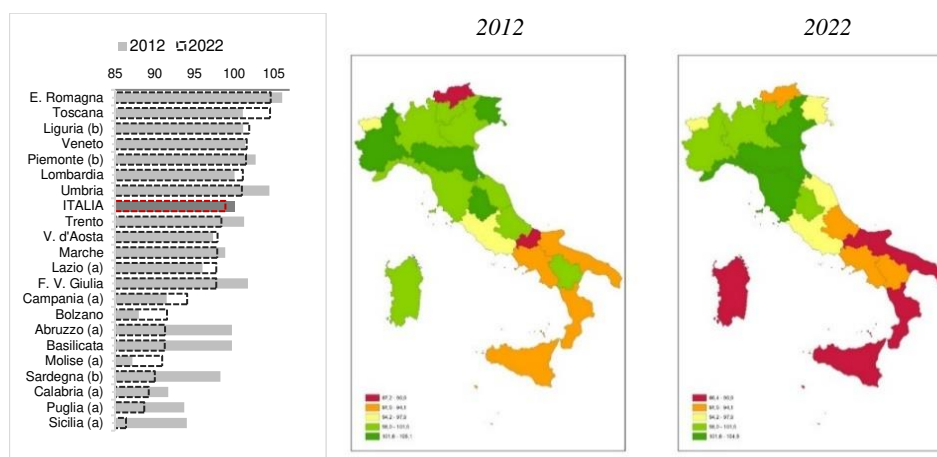 2012 2022
85 90 95 100 105
E. Romagna
Toscana
Liguria (b)
Veneto
Piemonte (b)
Lombardia
Umbria
ITALIA
Trento
V. d'Aosta
Marche
Lazio (a)
F. V. Giulia
Campania (a)
Bolzano
Abruzzo (a)
Basilicata
Molise (a)
Sardegna (b)
Calabria (a)
Puglia (a)
Sicilia (a)
2012
2022